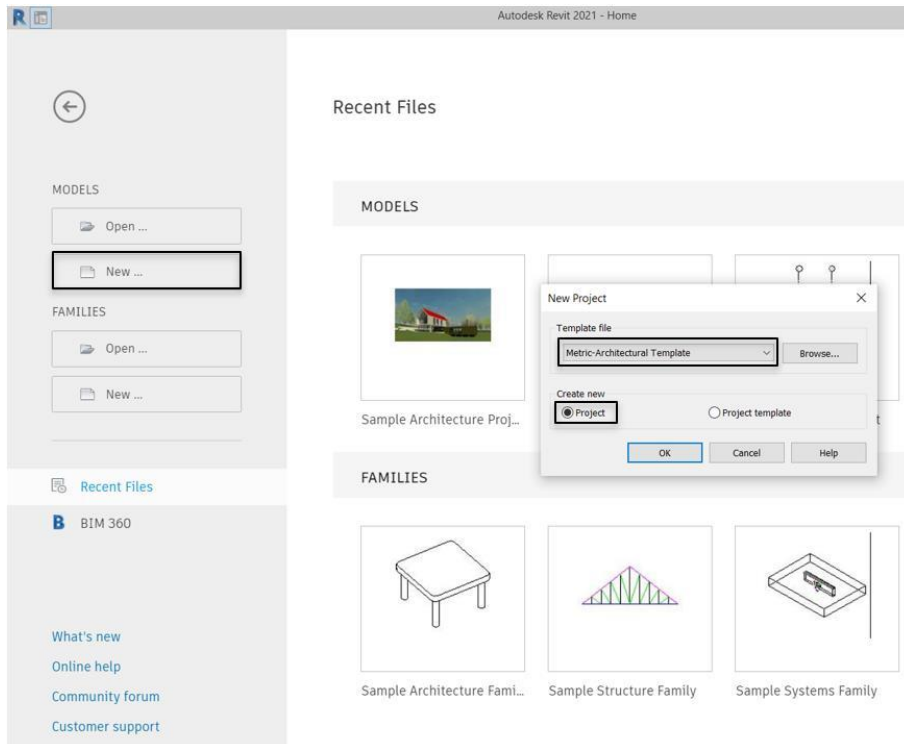 Autodesk Revit 2021 - Home
Recent Files
MODELS
Open ...
New ...
FAMILIES
Open ...
New ...
Recent Files
B BIM 360
What's new
Online help
Community forum
Customer support
MODELS
Sample Architecture Proj...
New Project
Template file
Metric-Architectural Template
Browse...
Create new
Project
Project template
OK
Cancel
Help
FAMILIES
Sample Architecture Fami...
Sample Structure Family
Sample Systems Family